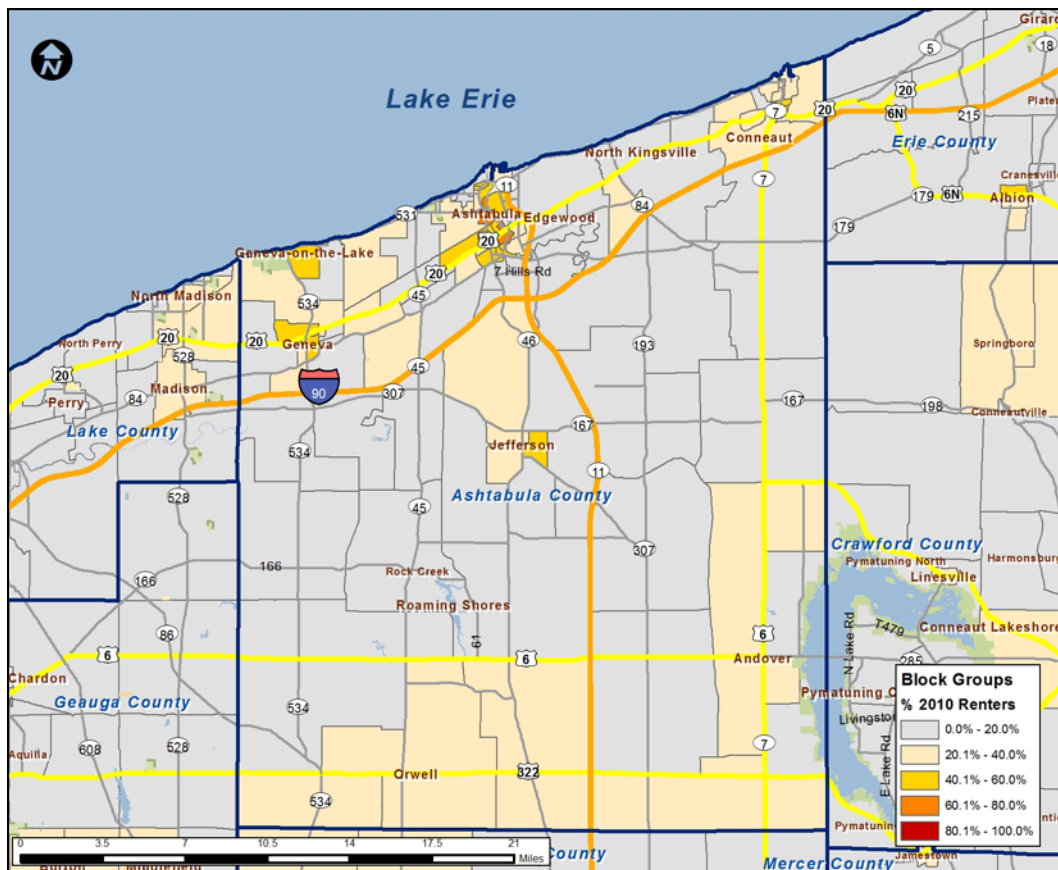 N
Lake Erie
Girard
5
18
20
20
6N
215
Plate
7
Conneaut
Erie County
North Kingsville
Cranesville
7
6N
179
Albion
11
84
531
Ashtabula
Edgewood
179
20
Geneva-on-the-Lake
7 Hills Rd
20
45
North Madison
534
193
Springboro
North Perry
20
20
Geneva
46
528
45
20
Madison
90
307
Perry
84
167
198
Conneautville
167
Lake County
Jefferson
534
11
528
Ashtabula County
45
307
Crawford County
Pymatuning North
Harmonsburg
166
166
Rock Creek
Linesville
Roaming Shores
N Lake Rd
T479
Conneaut Lakeshore
86
61
6
6
6
Andover
285
Chardon
Geauga County
Pymatuning C
534
Livingsto
608
528
7
Aquilla
E Lake Rd
Orwell
322
534
Pymatuning
Jamestown
County
Mercer County
Block Groups
% 2010 Renters
0.0% - 20.0%
20.1% - 40.0%
40.1% - 60.0%
60.1% - 80.0%
80.1% - 100.0%
0 3.5 7 10.5 14 17.5 21
Miles